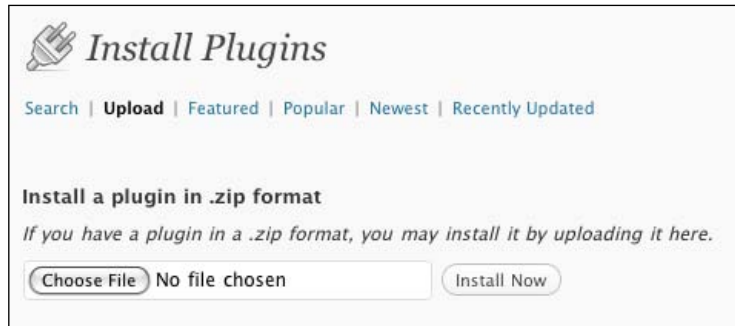 Install Plugins
Search | Upload | Featured | Popular | Newest | Recently Updated
Install a plugin in .zip format
If you have a plugin in a .zip format, you may install it by uploading it here.
Choose File No file chosen Install Now